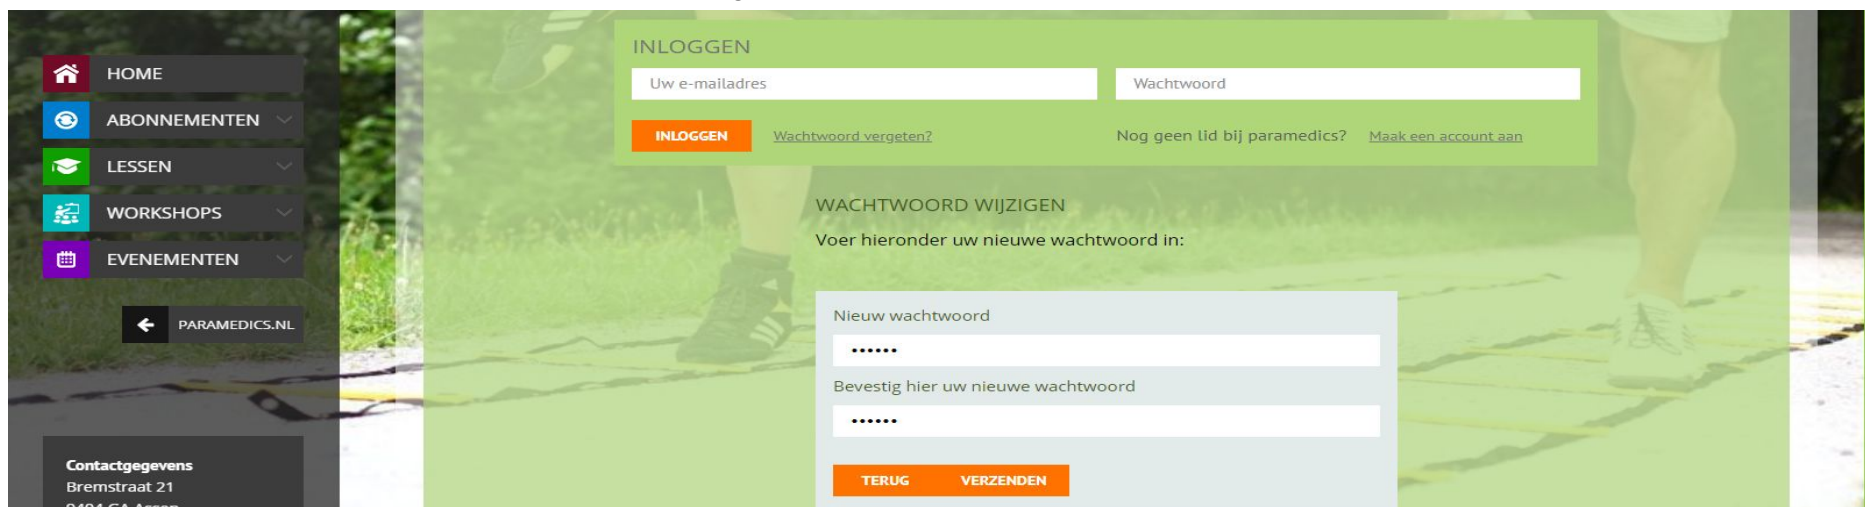 HOME
ABONNEMENTEN
LESSEN
WORKSHOPS
EVENEMENTEN
PARAMEDICS.NL
Contactgegevens
Bremstraat 21
INLOGGEN
Uw e-mailadres
Wachtwoord
INLOGGEN
Wachtwoord vergeten?
Nog geen lid bij paramedics? Maak een account aan
WACHTWOORD WIJZIGEN
Voer hieronder uw nieuwe wachtwoord in:
Nieuw wachtwoord
••••••
Bevestig hier uw nieuwe wachtwoord
••••••
TERUG
VERZENDEN